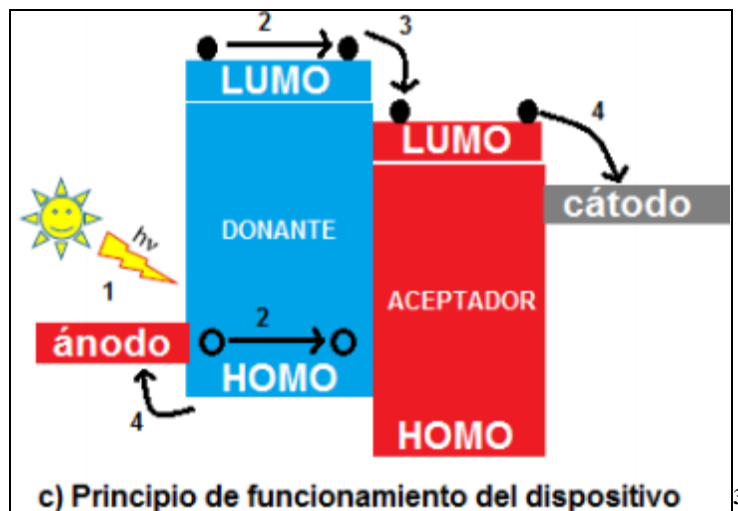 2
3
LUMO
LUMO
4
cátodo
DONANTE
hν
1
ACEPTADOR
2
ánodo
HOMO
4
HOMO
c) Principio de funcionamiento del dispositivo